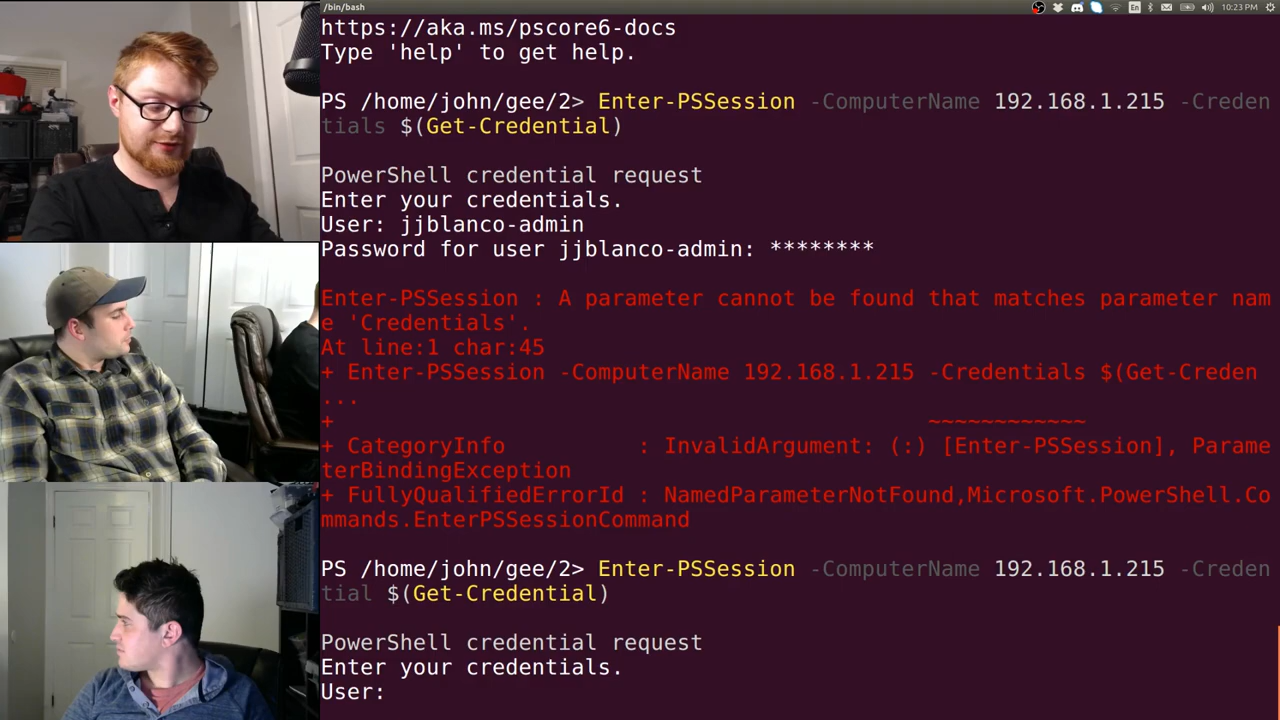 /bin/bash
En
10:23 PM
https://aka.ms/pscore6-docs
Type 'help' to get help.
PS /home/john/gee/2> Enter-PSSession -ComputerName 192.168.1.215 -Creden
tials $(Get-Credential)
PowerShell credential request
Enter your credentials.
User: jjblanco-admin
Password for user jjblanco-admin: ********
Enter-PSSession : A parameter cannot be found that matches parameter nam
e 'Credentials'.
At line:1 char:45
+ Enter-PSSession -ComputerName 192.168.1.215 -Credentials $(Get-Creden
...
+ ~~~~~~~~~~~~
+ CategoryInfo : InvalidArgument: (:) [Enter-PSSession], Parame
terBindingException
+ FullyQualifiedErrorId : NamedParameterNotFound,Microsoft.PowerShell.Co
mmands.EnterPSSessionCommand
PS /home/john/gee/2> Enter-PSSession -ComputerName 192.168.1.215 -Creden
tial $(Get-Credential)
PowerShell credential request
Enter your credentials.
User: